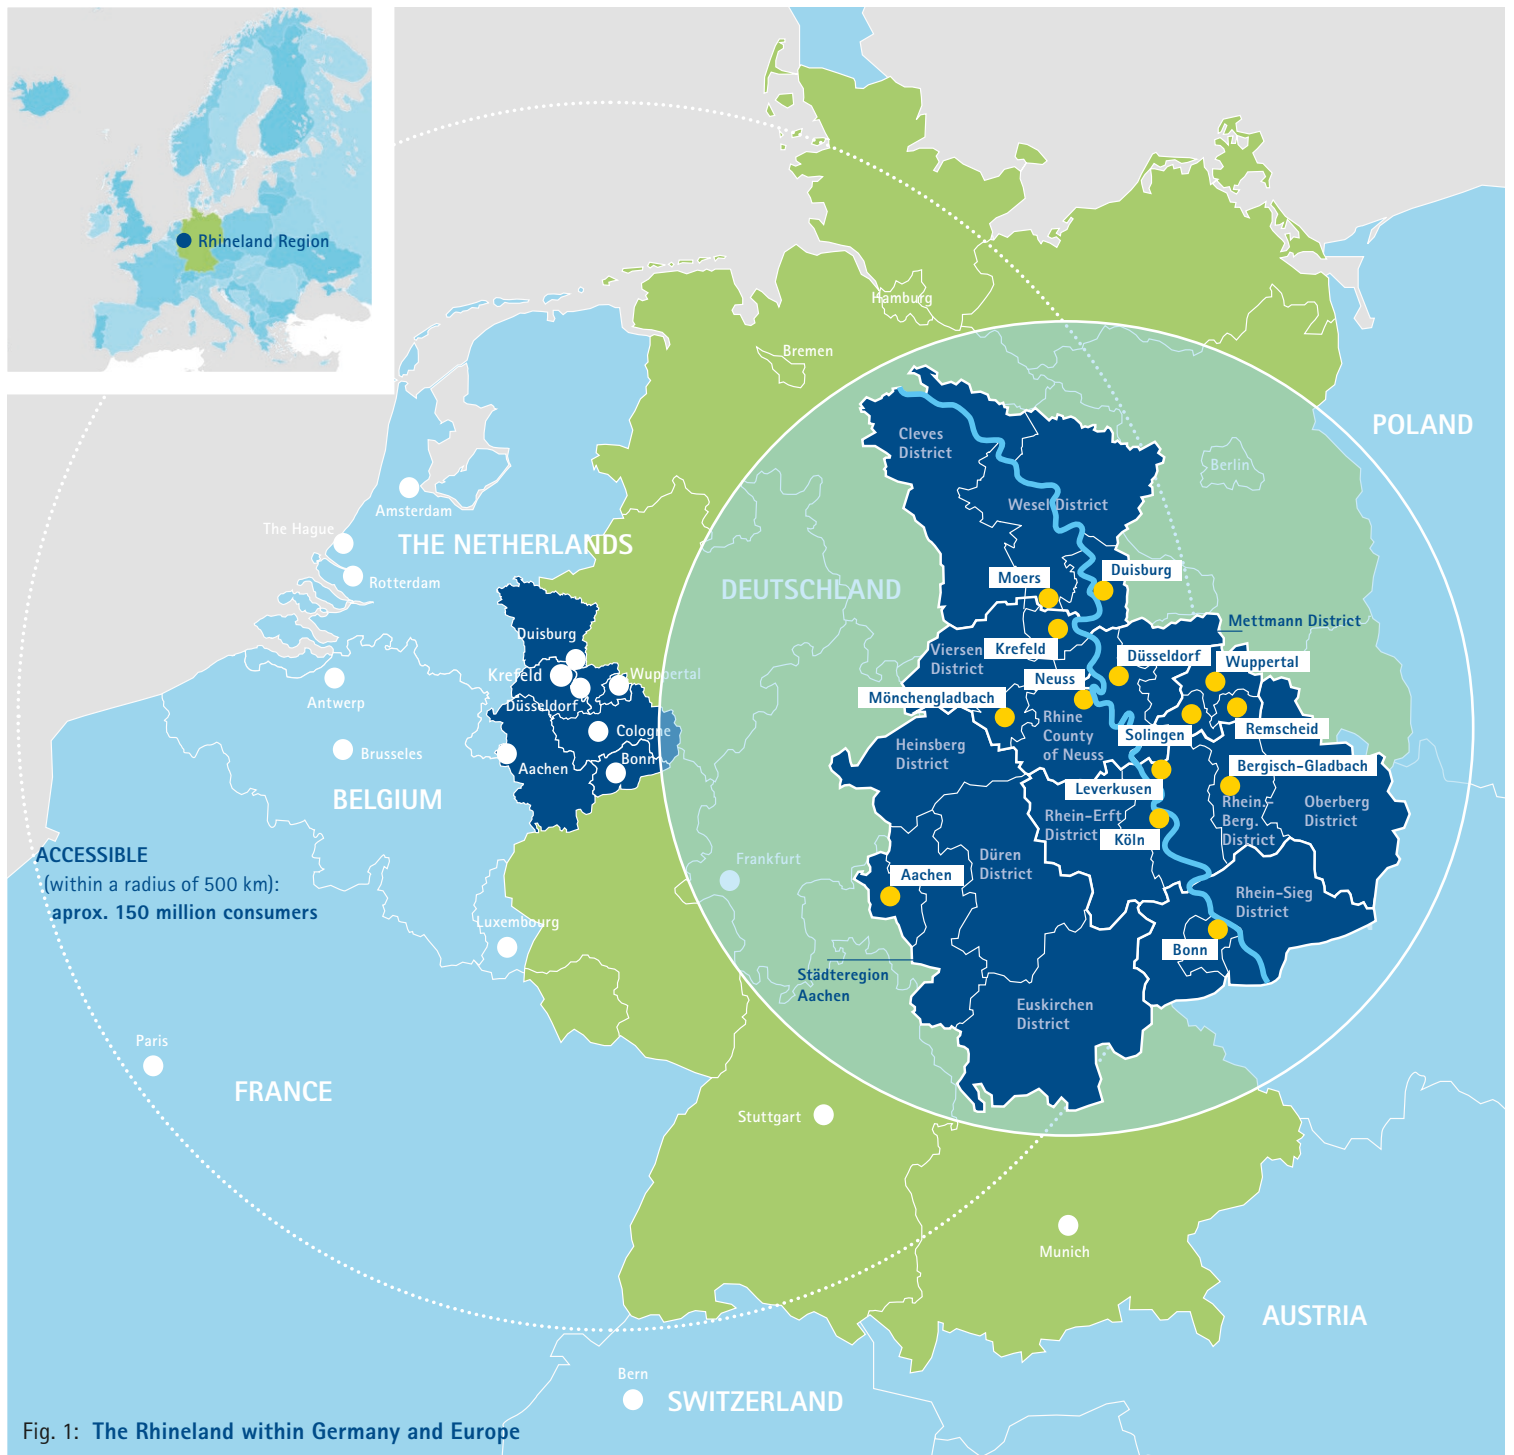 Rhineland Region
Hamburg
Bremen
POLAND
Cleves
District
Berlin
Amsterdam
Wesel District
The Hague
THE NETHERLANDS
Rotterdam
DEUTSCHLAND
Moers
Duisburg
Mettmann District
Duisburg
Krefeld
Wuppertal
Düsseldorf
Viersen
District
Krefeld
Düsseldorf
Wuppertal
Neuss
Mönchengladbach
Antwerp
Cologne
Rhine
County
of Neuss
Solingen
Remscheid
Brusseles
Aachen
Bonn
Heinsberg
District
Bergisch-Gladbach
BELGIUM
Leverkusen
Rhein-Erft
District
Köln
Rhein.-
Berg.
District
Oberberg
District
ACCESSIBLE
(within a radius of 500 km):
aprox. 150 million consumers
Frankfurt
Düren
District
Aachen
Rhein-Sieg
District
Luxembourg
Bonn
Städteregion
Aachen
Euskirchen
District
Paris
FRANCE
Stuttgart
Munich
AUSTRIA
Bern
SWITZERLAND
Fig. 1: The Rhineland within Germany and Europe